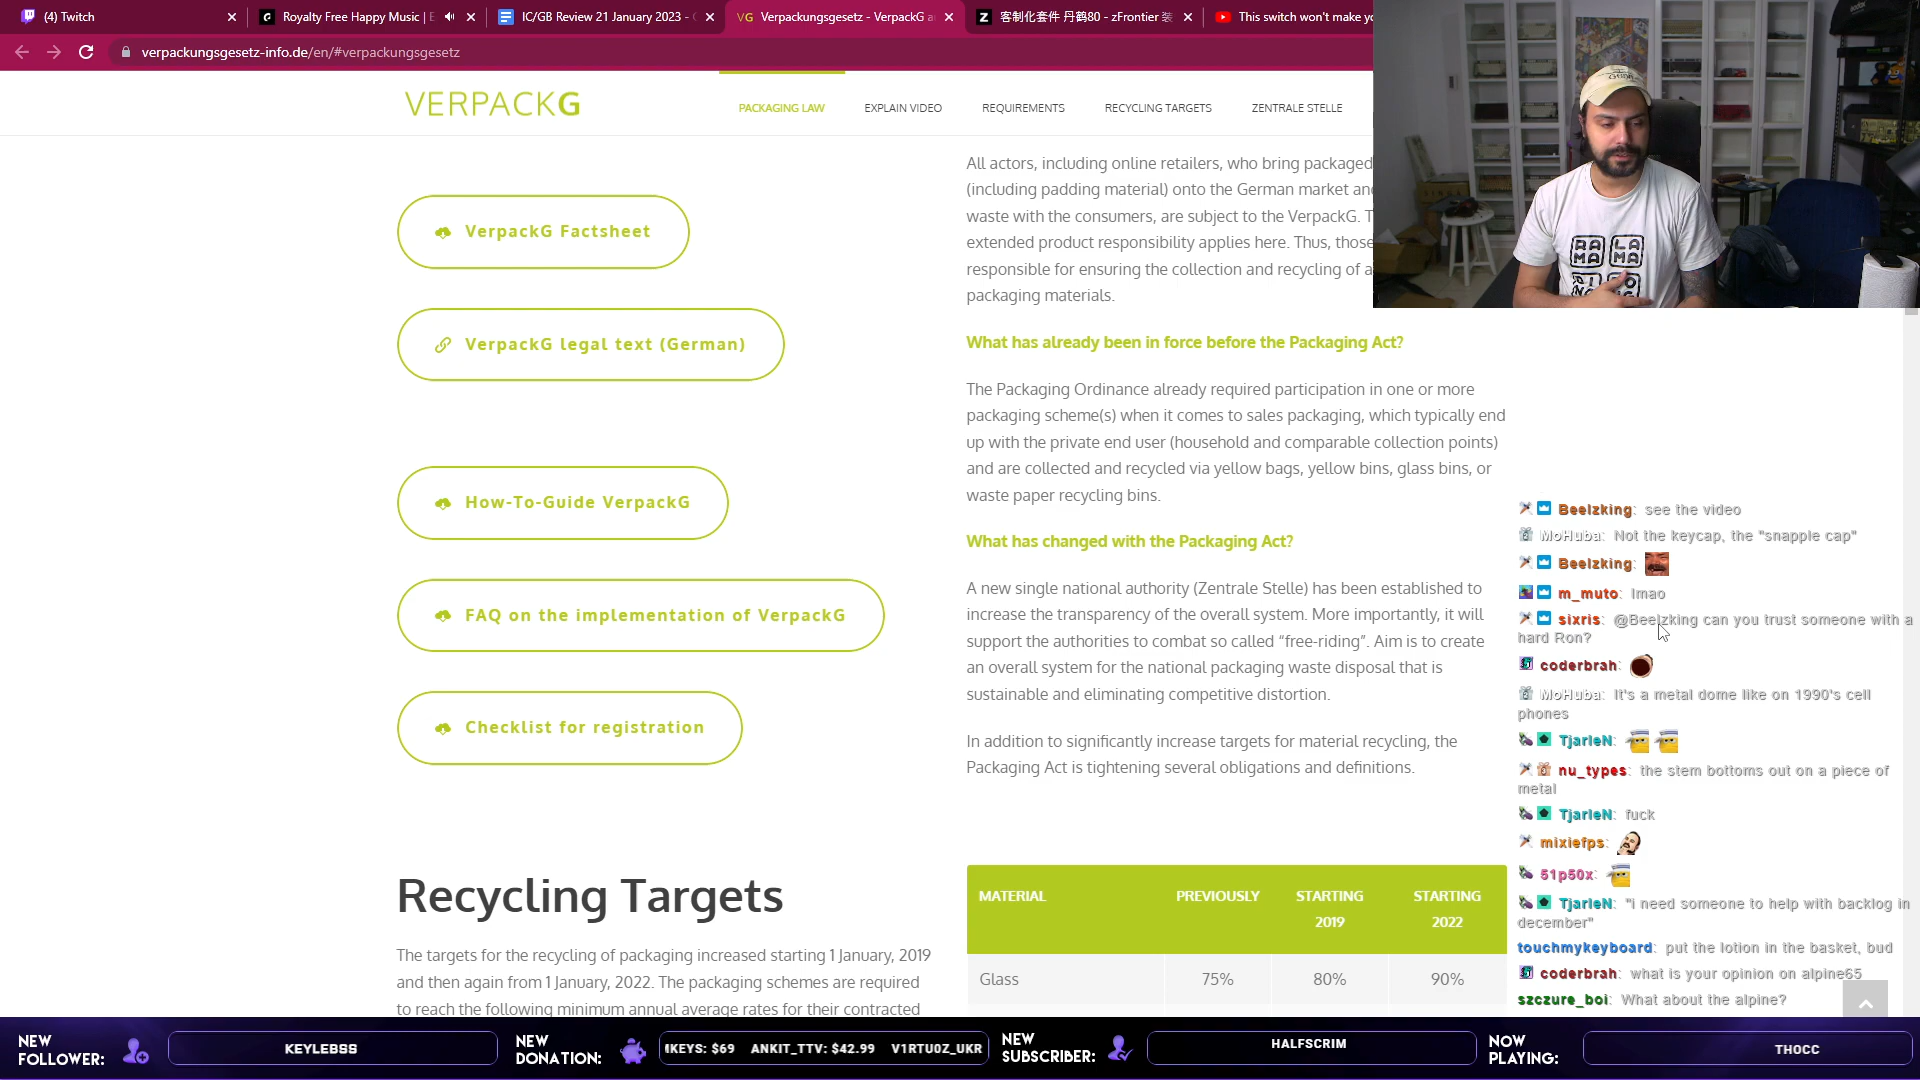 (4) Twitch
Royalty Free Happy Music | E
IC/GB Review 21 January 2023 -
VG Verpackungsgesetz - VerpackG a
客制化套件 丹鹤80 - zFrontier 装
This switch won't make yo
verpackungsgesetz-info.de/en/#verpackungsgesetz
VERPACKG
PACKAGING LAW
EXPLAIN VIDEO
REQUIREMENTS
RECYCLING TARGETS
ZENTRALE STELLE
VerpackG Factsheet
VerpackG legal text (German)
How-To-Guide VerpackG
FAQ on the implementation of VerpackG
Checklist for registration
All actors, including online retailers, who bring packaged
(including padding material) onto the German market and
waste with the consumers, are subject to the VerpackG. T
extended product responsibility applies here. Thus, those
responsible for ensuring the collection and recycling of a
packaging materials.
What has already been in force before the Packaging Act?
The Packaging Ordinance already required participation in one or more
packaging scheme(s) when it comes to sales packaging, which typically end
up with the private end user (household and comparable collection points)
and are collected and recycled via yellow bags, yellow bins, glass bins, or
waste paper recycling bins.
What has changed with the Packaging Act?
A new single national authority (Zentrale Stelle) has been established to
increase the transparency of the overall system. More importantly, it will
support the authorities to combat so called “free-riding”. Aim is to create
an overall system for the national packaging waste disposal that is
sustainable and eliminating competitive distortion.
In addition to significantly increase targets for material recycling, the
Packaging Act is tightening several obligations and definitions.
Recycling Targets
The targets for the recycling of packaging increased starting 1 January, 2019
and then again from 1 January, 2022. The packaging schemes are required
to reach the following minimum annual average rates for their contracted
MATERIAL PREVIOUSLY STARTING 2019 STARTING 2022
Glass 75% 80% 90%
RA LA
MA MA
Beelzking: see the video
MoHuba: Not the keycap, the "snapple cap"
Beelzking:
m_muto: lmao
sixris: @Beelzking can you trust someone with a
hard Ron?
coderbrah:
MoHuba: It's a metal dome like on 1990's cell
phones
TjarleN:
nu_types: the stem bottoms out on a piece of
metal
TjarleN: fuck
mixiefps:
51p50x:
TjarleN: "i need someone to help with backlog in
december"
touchmykeyboard: put the lotion in the basket, bud
coderbrah: what is your opinion on alpine65
szczure_boi: What about the alpine?
NEW
FOLLOWER:
KEYLEBSS
NEW
DONATION:
KEYS: $69 ANKIT_TTV: $42.99 V1RTU0Z_UKR
NEW
SUBSCRIBER:
HALFSCRIM
NOW
PLAYING:
THOCC